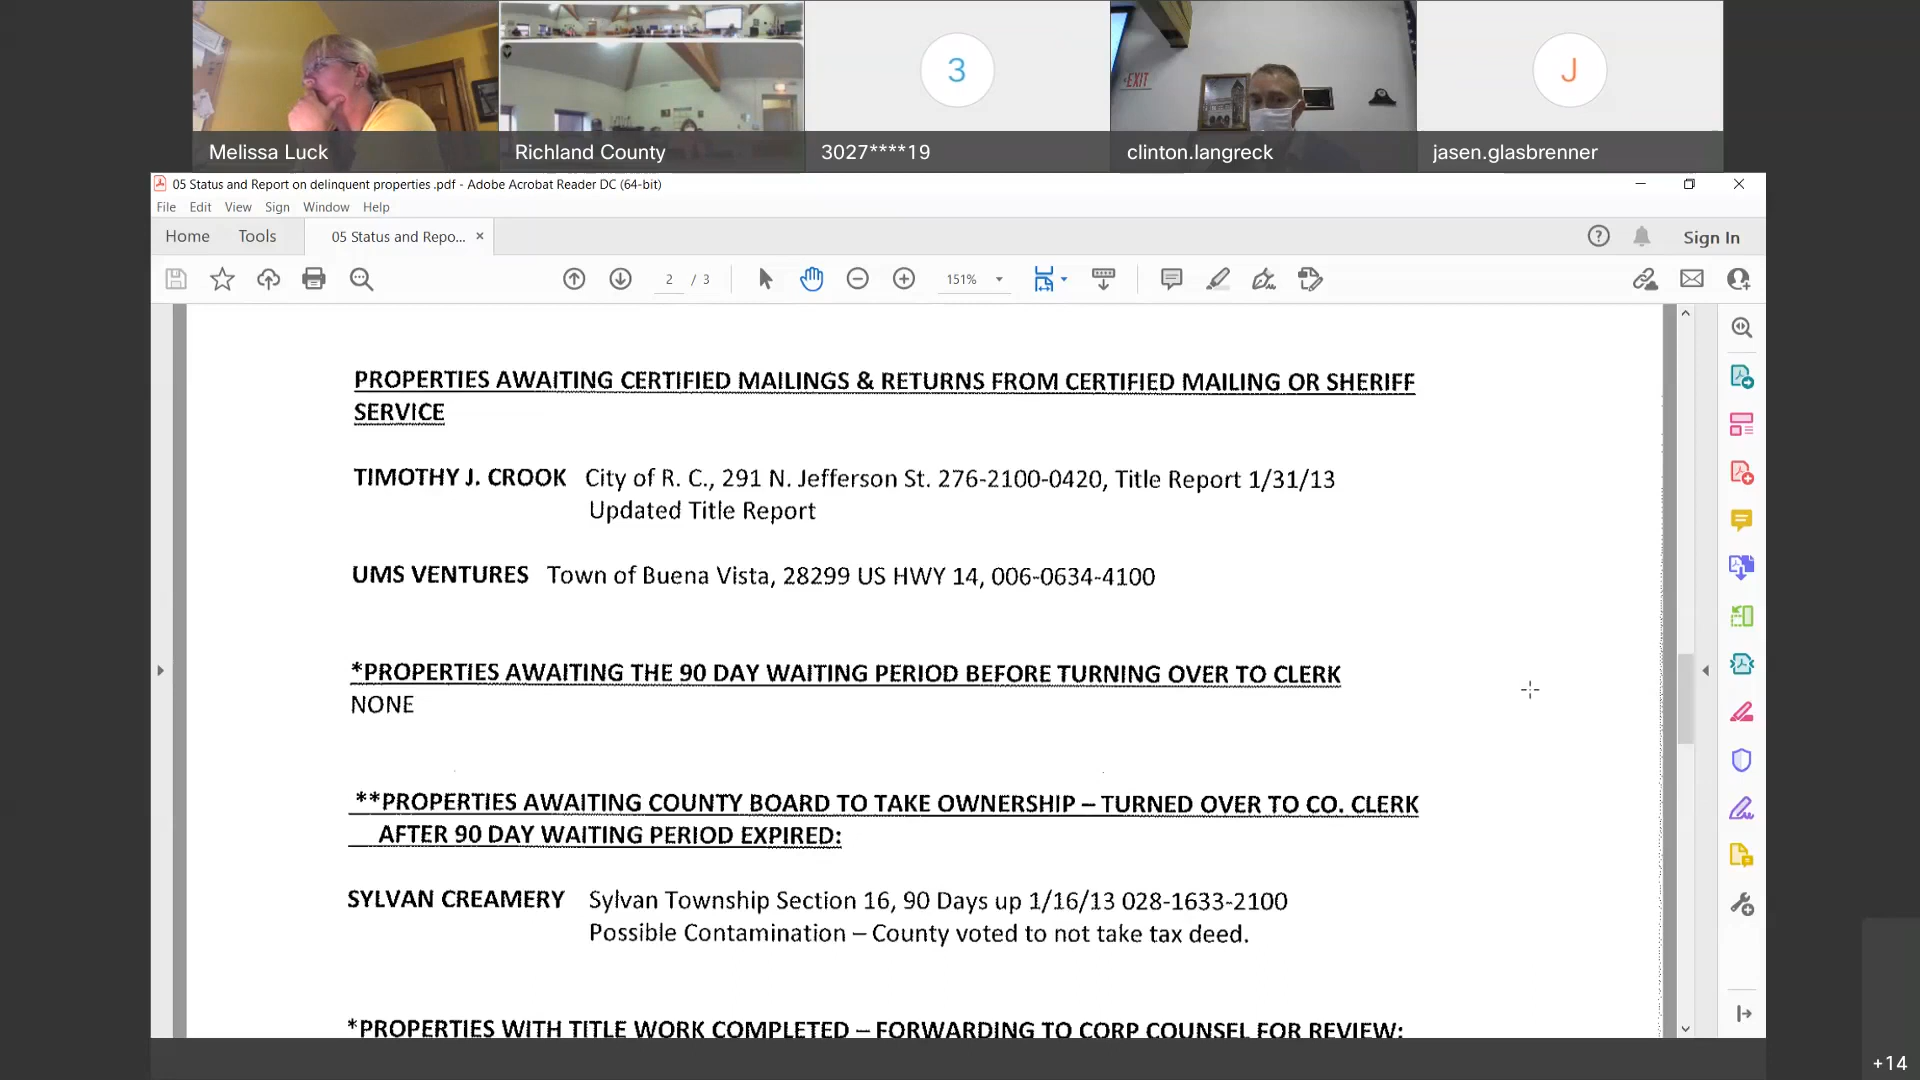 EXIT
Melissa Luck
Richland County
3
3027****19
clinton.langreck
J
jasen.glasbrenner
05 Status and Report on delinquent properties .pdf - Adobe Acrobat Reader DC (64-bit)
File Edit View Sign Window Help
Home Tools 05 Status and Repo... × Sign In
2 / 3 151%
PROPERTIES AWAITING CERTIFIED MAILINGS & RETURNS FROM CERTIFIED MAILING OR SHERIFF
SERVICE
TIMOTHY J. CROOK City of R. C., 291 N. Jefferson St. 276-2100-0420, Title Report 1/31/13
Updated Title Report
UMS VENTURES Town of Buena Vista, 28299 US HWY 14, 006-0634-4100
*PROPERTIES AWAITING THE 90 DAY WAITING PERIOD BEFORE TURNING OVER TO CLERK
NONE
**PROPERTIES AWAITING COUNTY BOARD TO TAKE OWNERSHIP – TURNED OVER TO CO. CLERK
AFTER 90 DAY WAITING PERIOD EXPIRED:
SYLVAN CREAMERY Sylvan Township Section 16, 90 Days up 1/16/13 028-1633-2100
Possible Contamination – County voted to not take tax deed.
*PROPERTIES WITH TITLE WORK COMPLETED – FORWARDING TO CORP COUNSEL FOR REVIEW:
+14